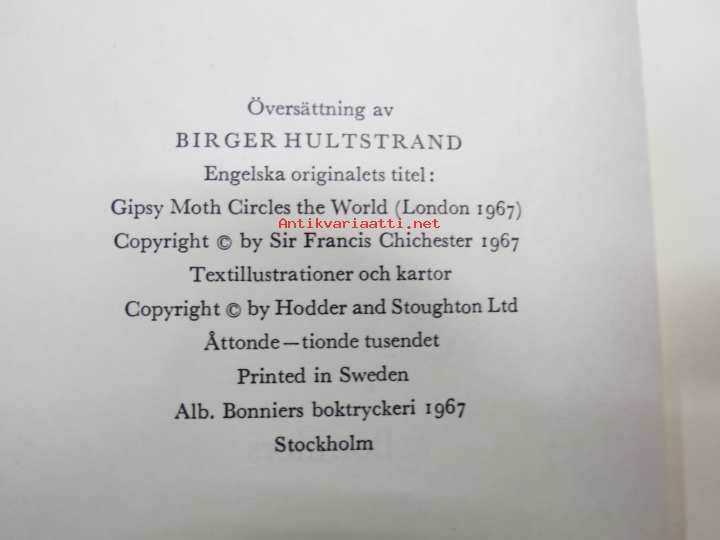 Översättning av
BIRGER HULTSTRAND
Engelska originalets titel:
Gipsy Moth Circles the World (London 1967)
Antikvariaatti.net
Copyright © by Sir Francis Chichester 1967
Textillustrationer och kartor
Copyright © by Hodder and Stoughton Ltd
Åttonde—tionde tusendet
Printed in Sweden
Alb. Bonniers boktryckeri 1967
Stockholm